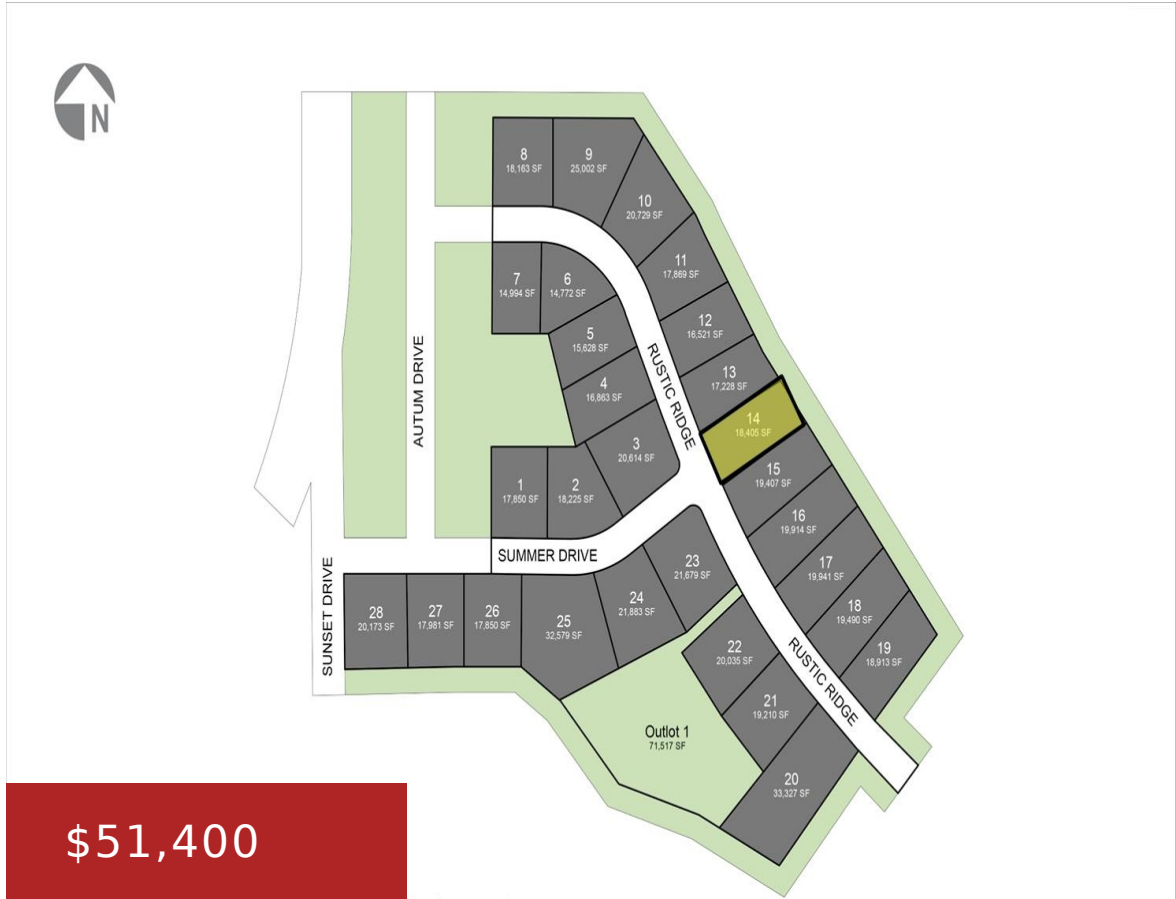 N
8
18,163 SF
9
25,002 SF
10
20,729 SF
11
17,869 SF
7
14,994 SF
6
14,772 SF
12
16,521 SF
5
15,628 SF
13
17,228 SF
4
16,863 SF
RUSTIC RIDGE
AUTUM DRIVE
14
18,405 SF
3
20,614 SF
15
19,407 SF
1
17,850 SF
2
18,225 SF
16
19,914 SF
SUMMER DRIVE
23
21,679 SF
17
19,941 SF
SUNSET DRIVE
28
20,173 SF
27
17,981 SF
26
17,850 SF
25
32,579 SF
24
21,883 SF
18
19,490 SF
22
20,035 SF
19
18,913 SF
RUSTIC RIDGE
21
19,210 SF
Outlot 1
71,517 SF
20
33,327 SF
$51,400